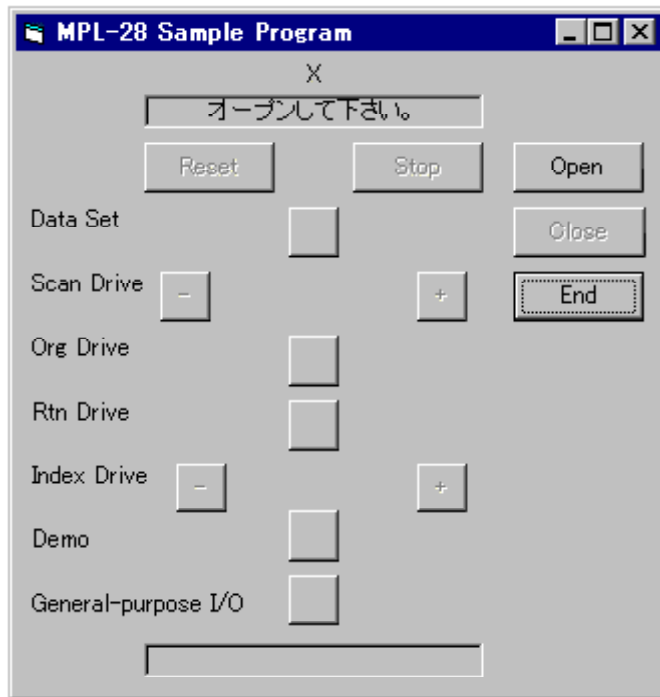 MPL-28 Sample Program
X
オープンして下さい。
Reset Stop Open
Data Set
Close
Scan Drive - +
End
Org Drive
Rtn Drive
Index Drive - +
Demo
General-purpose I/O